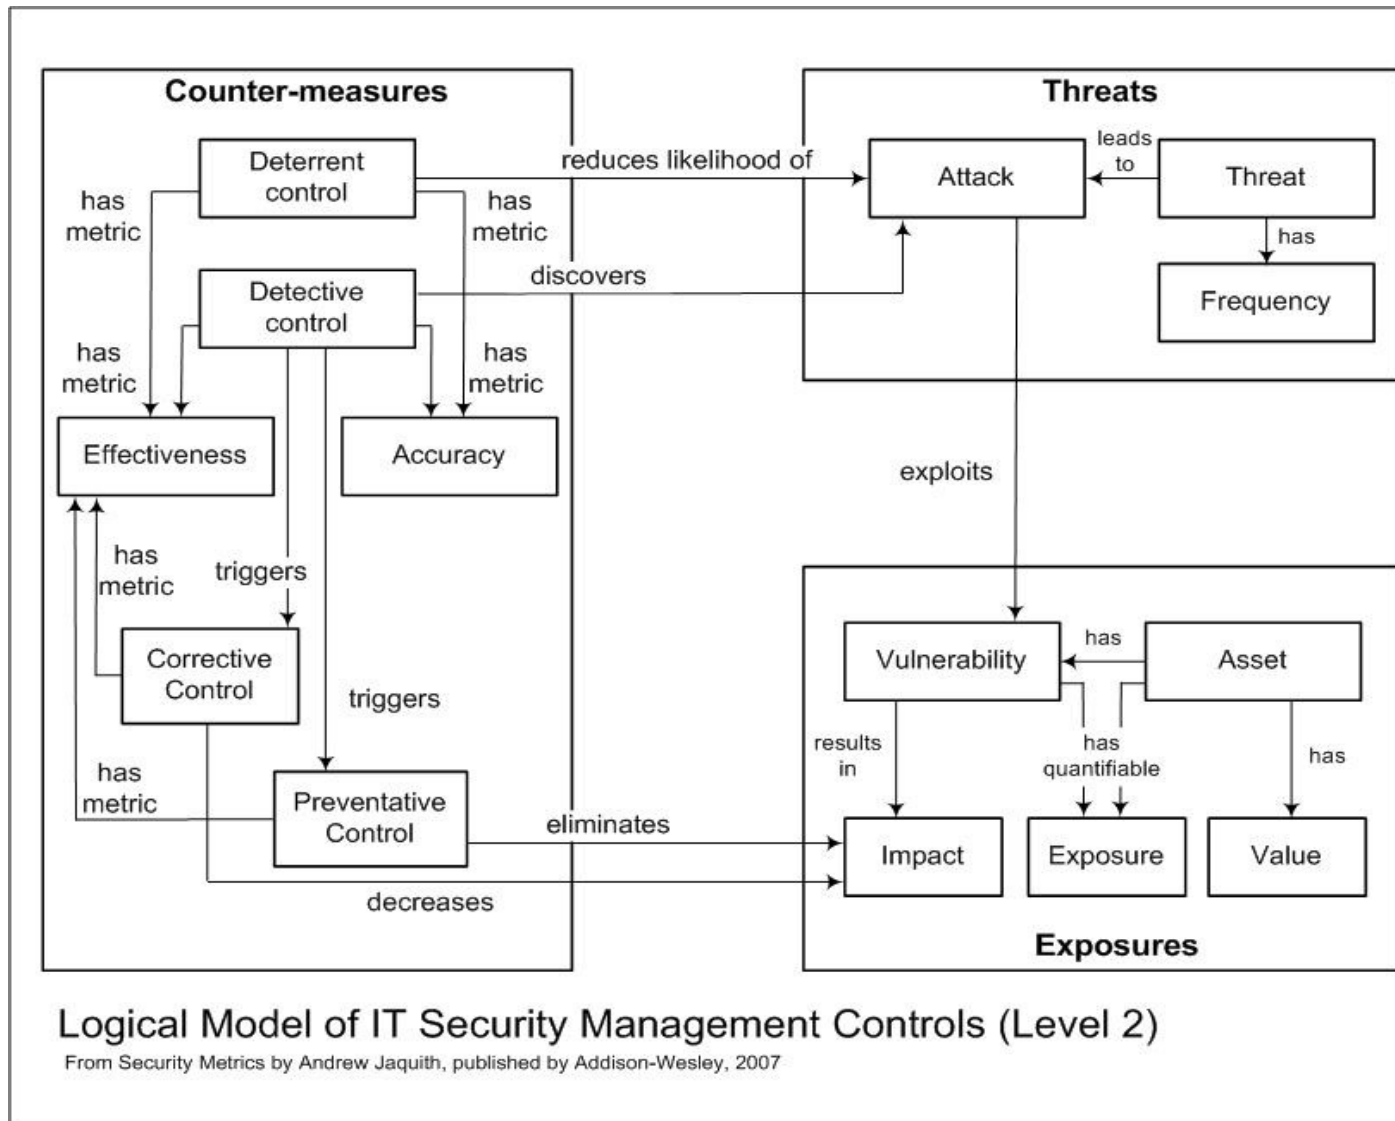 Counter-measures
Deterrent
control
has
metric
has
metric
Detective
control
has
metric
has
metric
Effectiveness
Accuracy
has
metric
triggers
Corrective
Control
triggers
has
metric
Preventative
Control
reduces likelihood of
discovers
eliminates
decreases
Threats
Attack
leads
to
Threat
has
Frequency
exploits
Vulnerability
has
Asset
results
in
has
quantifiable
has
Impact
Exposure
Value
Exposures
Logical Model of IT Security Management Controls (Level 2)
From Security Metrics by Andrew Jaquith, published by Addison-Wesley, 2007